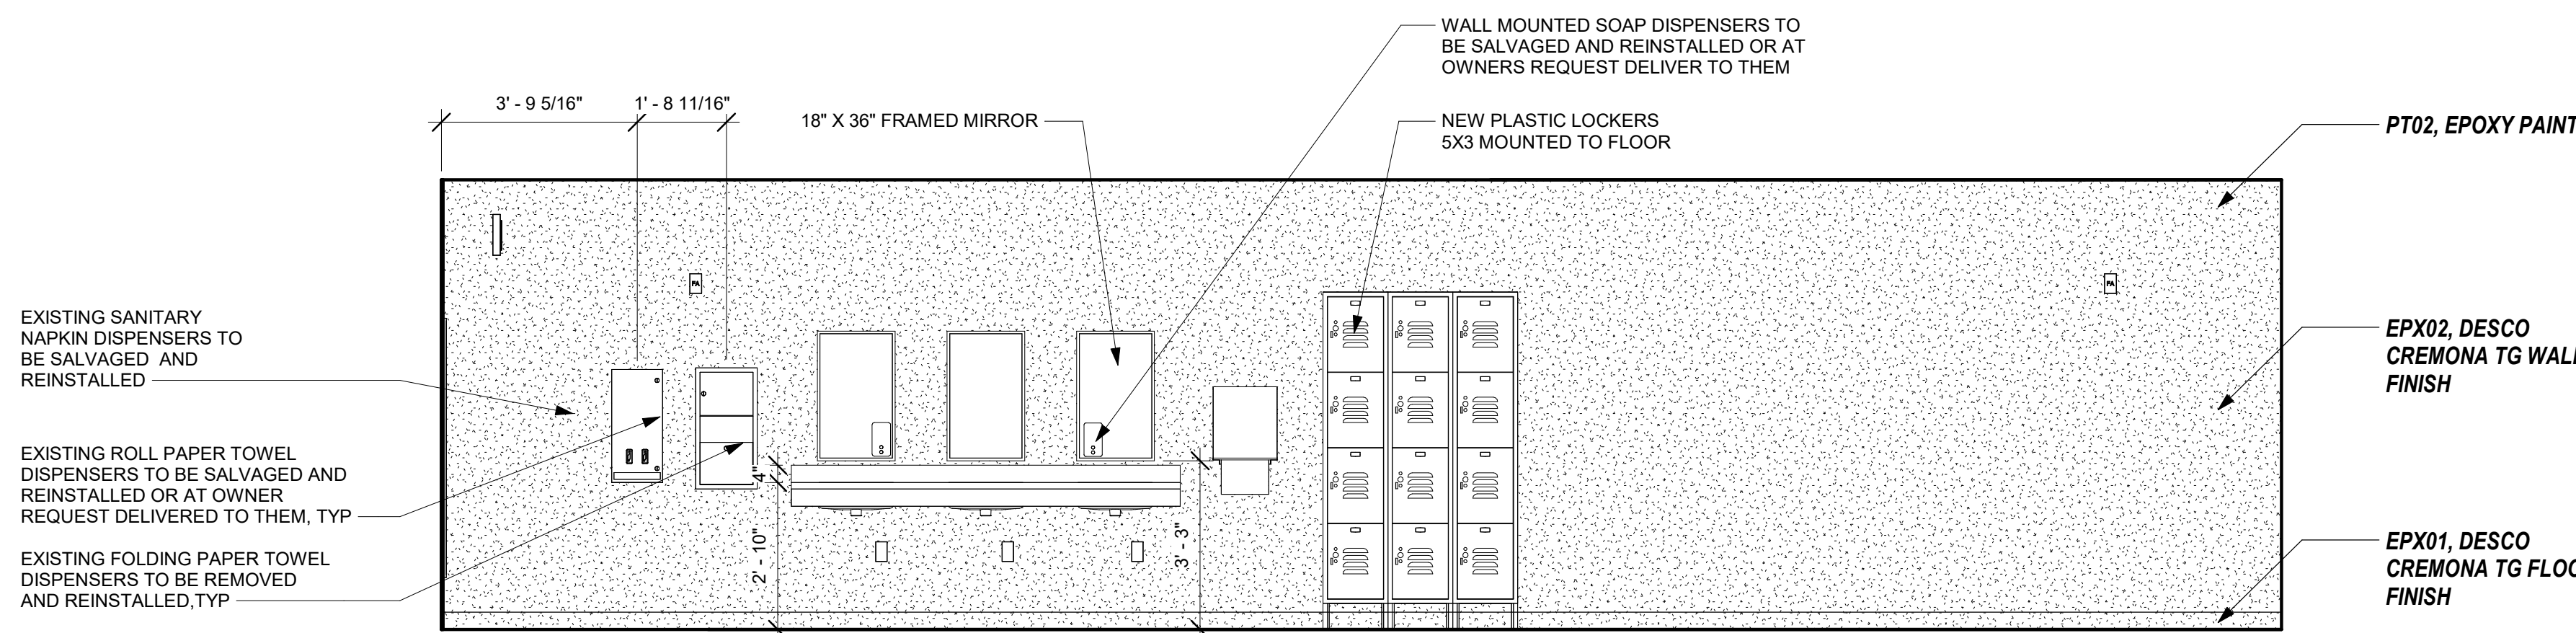 WALL MOUNTED SOAP DISPENSERS TO
BE SALVAGED AND REINSTALLED OR AT
OWNERS REQUEST DELIVER TO THEM
3' - 9 5/16"
1' - 8 11/16"
18" X 36" FRAMED MIRROR
NEW PLASTIC LOCKERS
5X3 MOUNTED TO FLOOR
PT02, EPOXY PAINT
FA
FA
EXISTING SANITARY
NAPKIN DISPENSERS TO
BE SALVAGED AND
REINSTALLED
EPX02, DESCO
CREMONA TG WALL
FINISH
EXISTING ROLL PAPER TOWEL
DISPENSERS TO BE SALVAGED AND
REINSTALLED OR AT OWNER
REQUEST DELIVERED TO THEM, TYP
4"
2' - 10"
3' - 3"
EXISTING FOLDING PAPER TOWEL
DISPENSERS TO BE REMOVED
AND REINSTALLED,TYP
EPX01, DESCO
CREMONA TG FLOO
FINISH